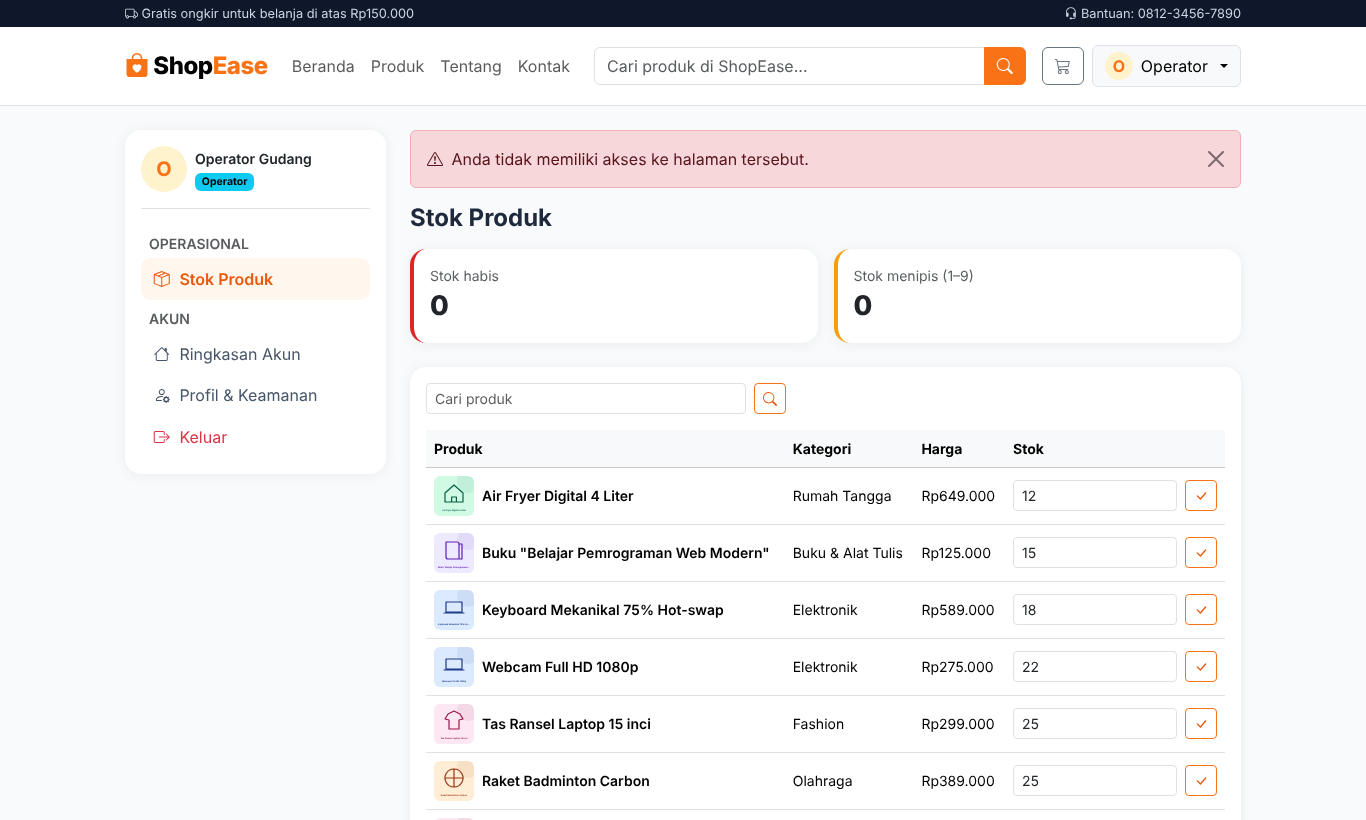 Gratis ongkir untuk belanja di atas Rp150.000
Bantuan: 0812-3456-7890
ShopEase
Beranda
Produk
Tentang
Kontak
Cari produk di ShopEase...
O
Operator
O
Operator Gudang
Operator
OPERASIONAL
Stok Produk
AKUN
Ringkasan Akun
Profil & Keamanan
Keluar
Anda tidak memiliki akses ke halaman tersebut.
Stok Produk
Stok habis
0
Stok menipis (1–9)
0
Cari produk
Produk Kategori Harga Stok
Air Fryer Digital 4 Liter Rumah Tangga Rp649.000 12
Buku "Belajar Pemrograman Web Modern" Buku & Alat Tulis Rp125.000 15
Keyboard Mekanikal 75% Hot-swap Elektronik Rp589.000 18
Webcam Full HD 1080p Elektronik Rp275.000 22
Tas Ransel Laptop 15 inci Fashion Rp299.000 25
Raket Badminton Carbon Olahraga Rp389.000 25